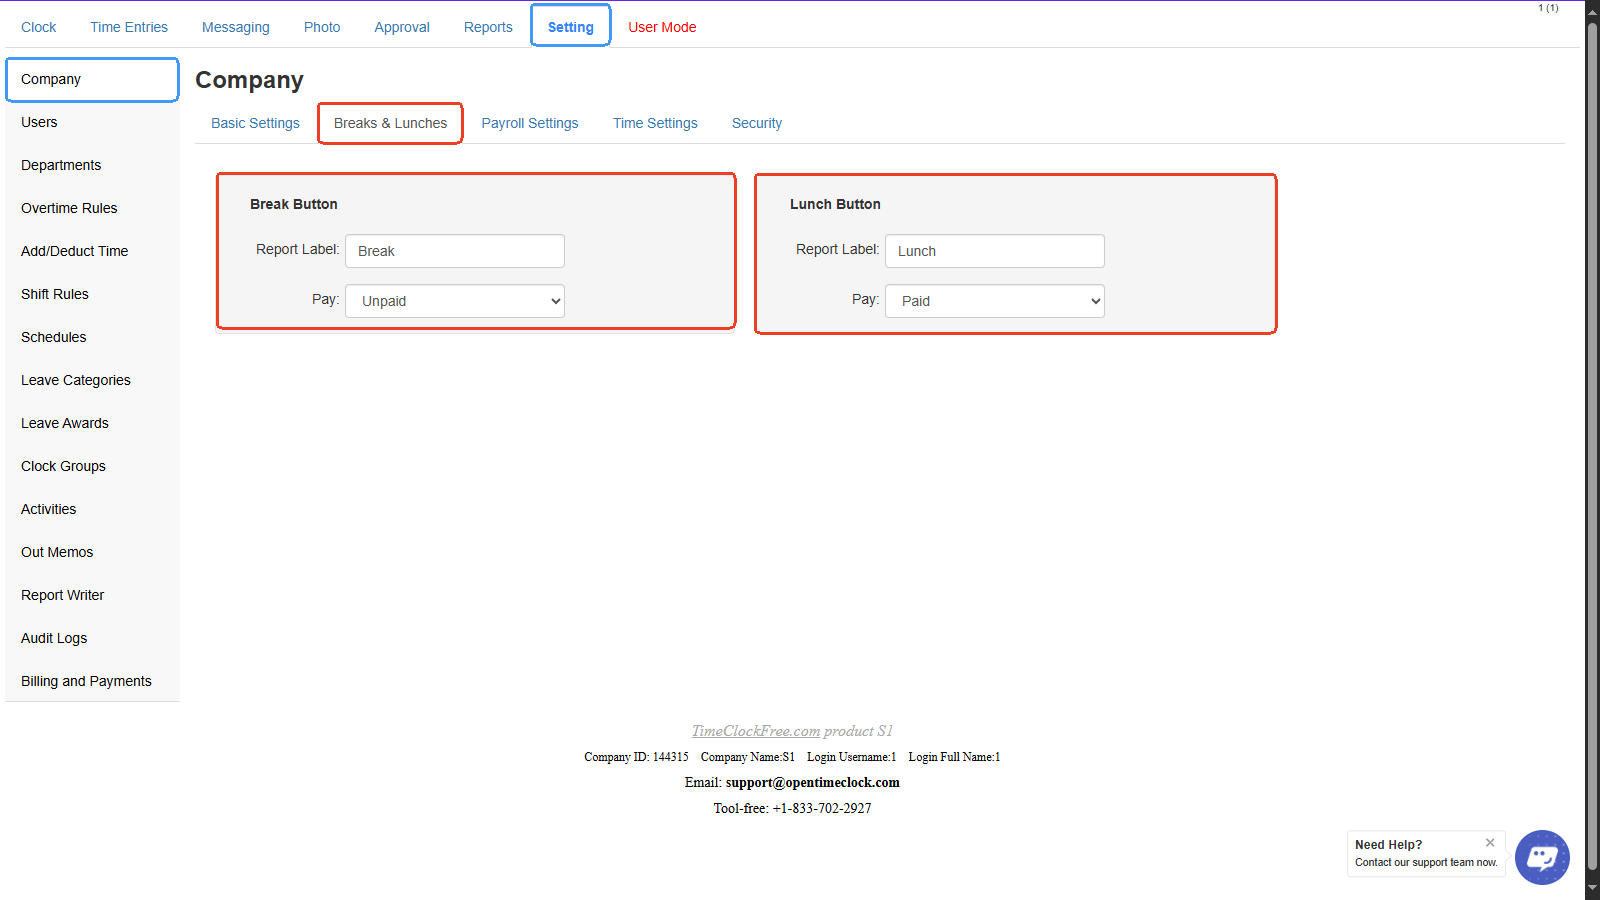 1 (1)
Clock Time Entries Messaging Photo Approval Reports Setting User Mode
Company
Users
Departments
Overtime Rules
Add/Deduct Time
Shift Rules
Schedules
Leave Categories
Leave Awards
Clock Groups
Activities
Out Memos
Report Writer
Audit Logs
Billing and Payments
Company
Basic Settings Breaks & Lunches Payroll Settings Time Settings Security
Break Button
Report Label: Break
Pay: Unpaid
Lunch Button
Report Label: Lunch
Pay: Paid
TimeClockFree.com product S1
Company ID: 144315 Company Name:S1 Login Username:1 Login Full Name:1
Email: support@opentimeclock.com
Tool-free: +1-833-702-2927
Need Help?
Contact our support team now.